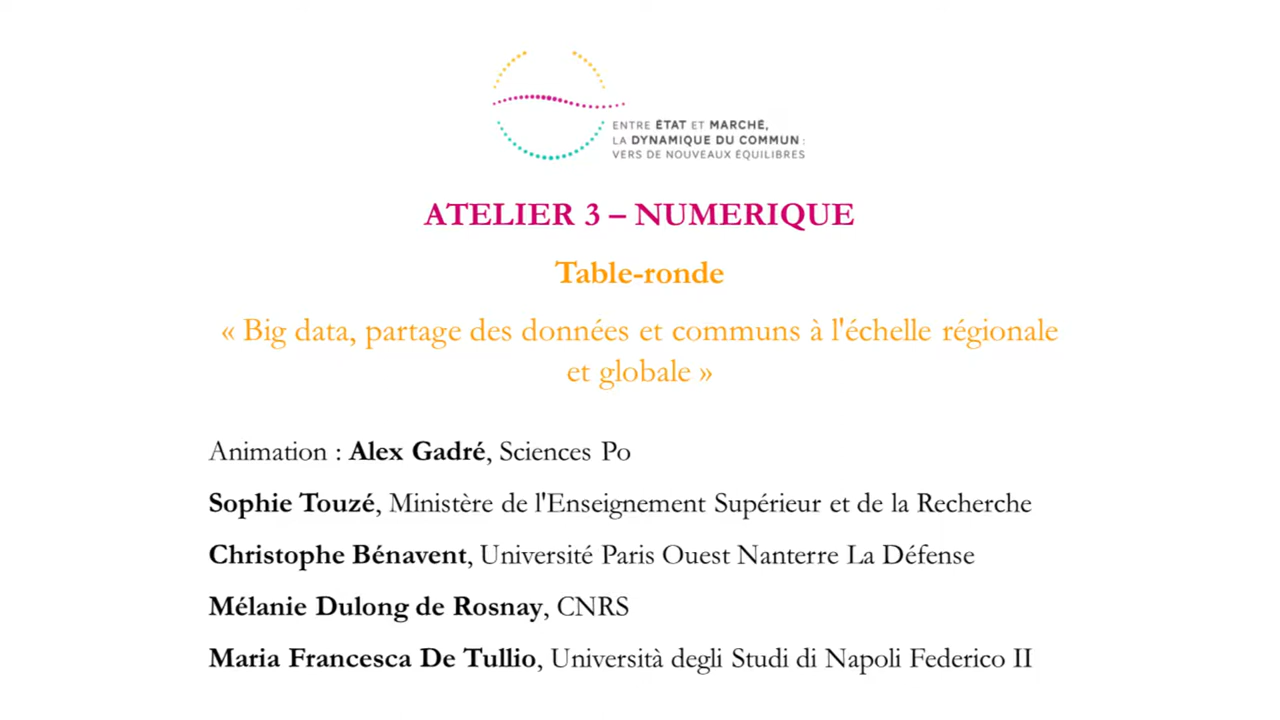 ENTRE ÉTAT ET MARCHÉ,
LA DYNAMIQUE DU COMMUN :
VERS DE NOUVEAUX ÉQUILIBRES
ATELIER 3 – NUMERIQUE
Table-ronde
« Big data, partage des données et communs à l'échelle régionale
et globale »
Animation : Alex Gadré, Sciences Po
Sophie Touzé, Ministère de l'Enseignement Supérieur et de la Recherche
Christophe Bénavent, Université Paris Ouest Nanterre La Défense
Mélanie Dulong de Rosnay, CNRS
Maria Francesca De Tullio, Università degli Studi di Napoli Federico II